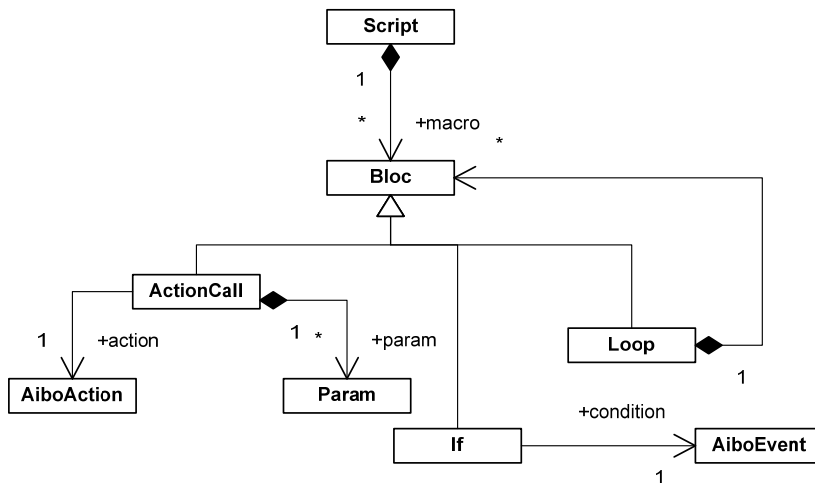 Script
1
*
+macro
*
Bloc
ActionCall
1
+action
1
*
+param
Loop
1
AiboAction
Param
+condition
If
AiboEvent
1